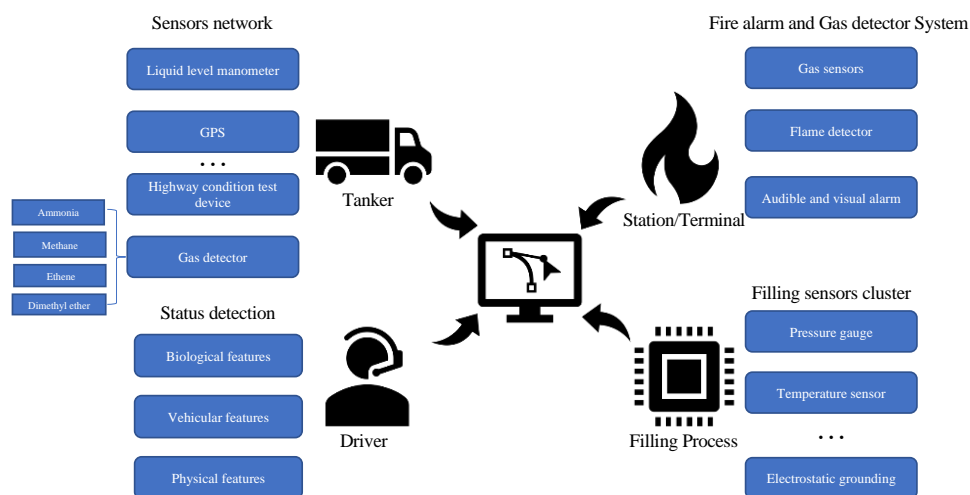 Sensors network
Liquid level manometer
GPS
...
Highway condition test
device
Gas detector
Ammonia
Methane
Ethene
Dimethyl ether
Tanker
Status detection
Biological features
Vehicular features
Physical features
Driver
Fire alarm and Gas detector System
Gas sensors
Flame detector
Audible and visual alarm
Station/Terminal
Filling sensors cluster
Pressure gauge
Temperature sensor
...
Electrostatic grounding
Filling Process